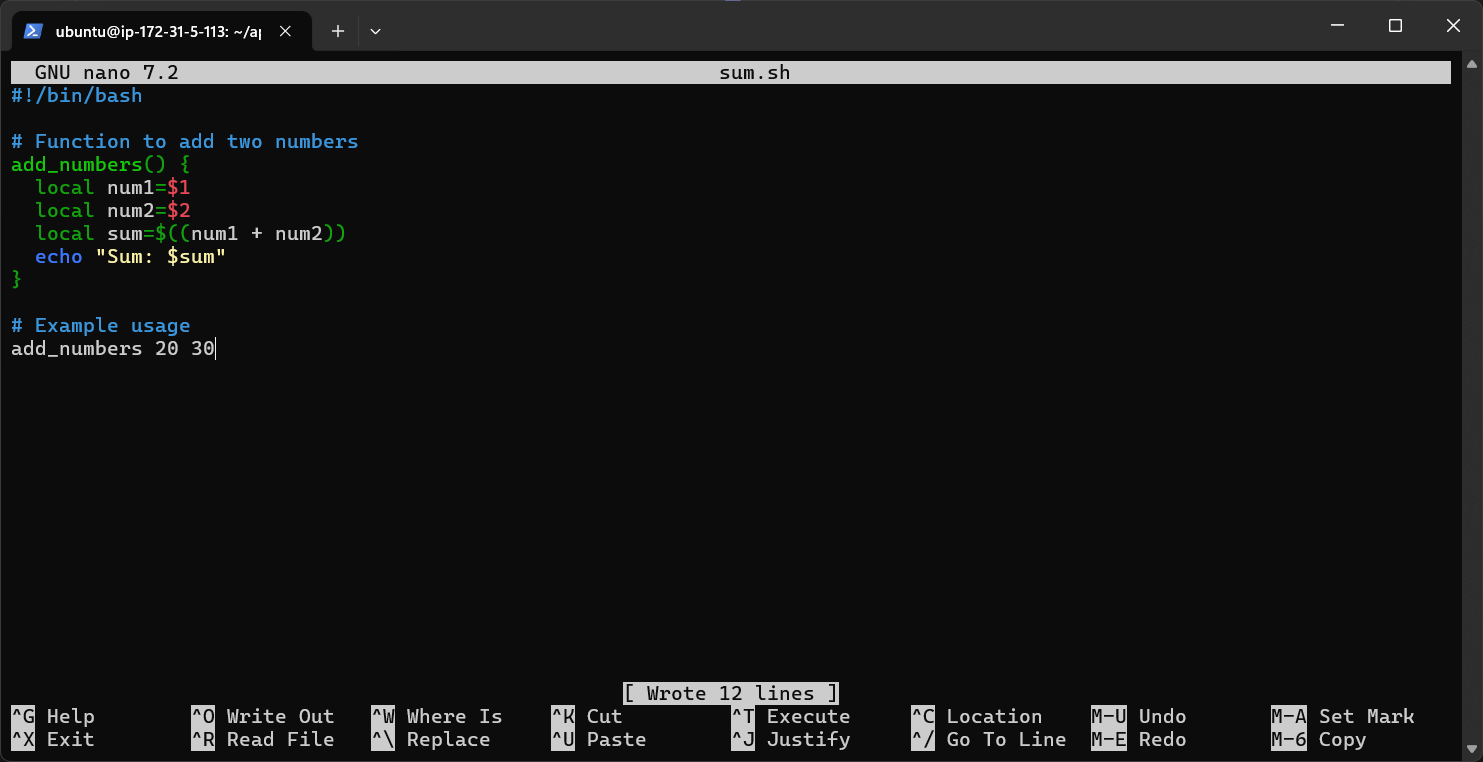 ubuntu@ip-172-31-5-113: ~/ap
GNU nano 7.2 sum.sh
#!/bin/bash

# Function to add two numbers
add_numbers() {
  local num1=$1
  local num2=$2
  local sum=$((num1 + num2))
  echo "Sum: $sum"
}

# Example usage
add_numbers 20 30
[ Wrote 12 lines ]
^G Help ^O Write Out ^W Where Is ^K Cut ^T Execute ^C Location M-U Undo M-A Set Mark
^X Exit ^R Read File ^\ Replace ^U Paste ^J Justify ^/ Go To Line M-E Redo M-6 Copy